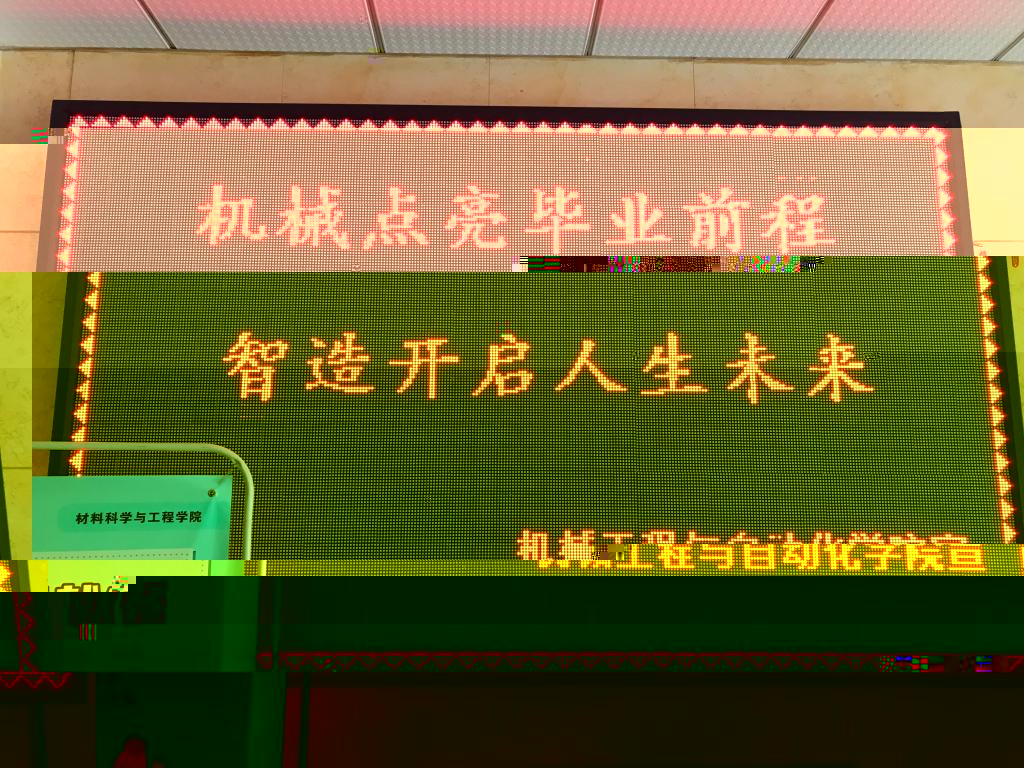 机械点亮毕业前程
智造开启人生未来
材料科学与工程学院
机械工程与自动化学院宣